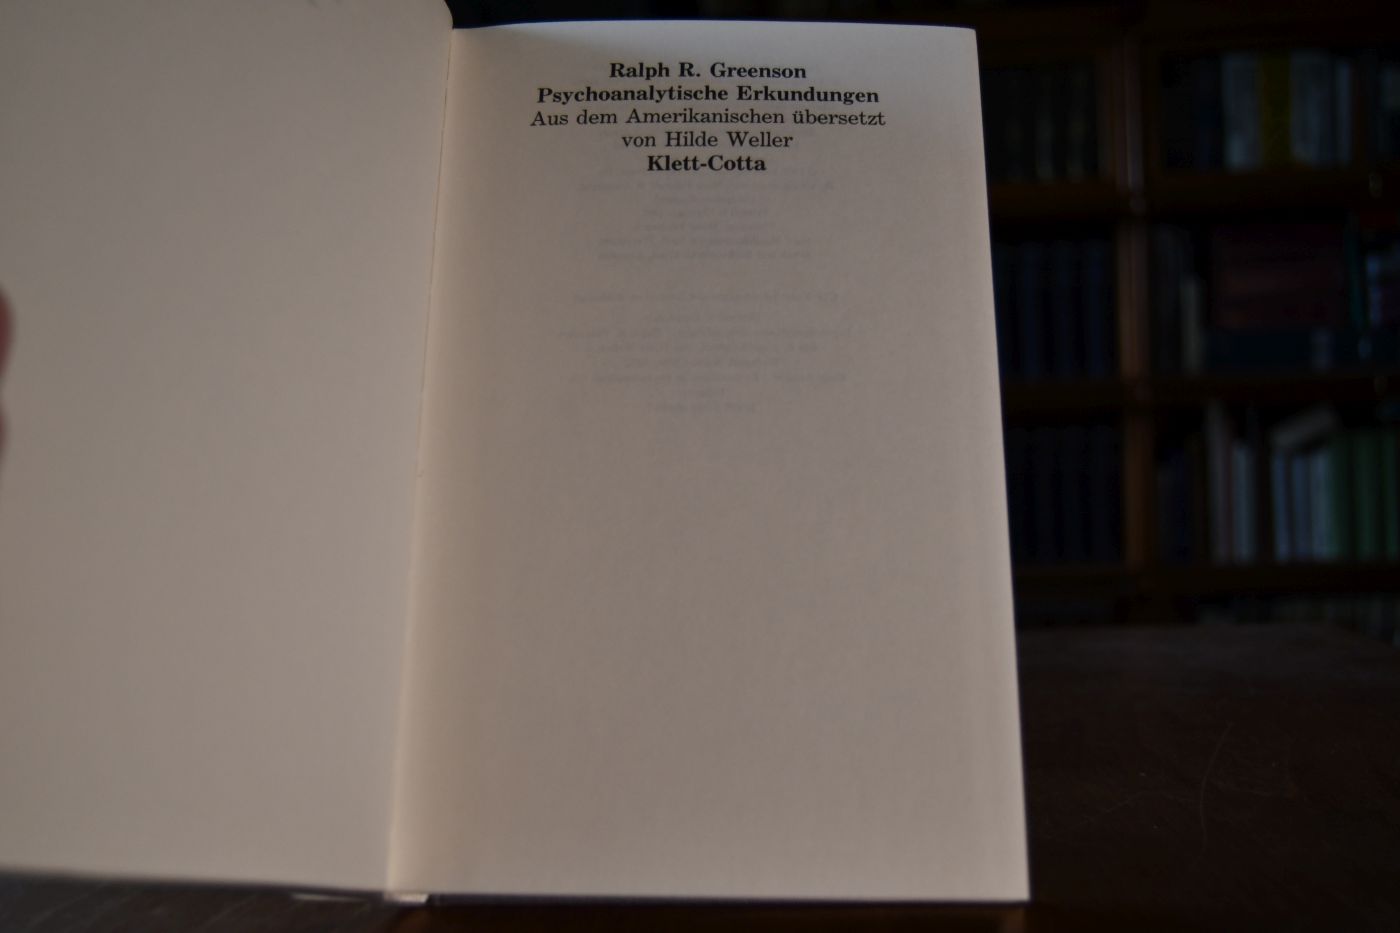 Ralph R. Greenson
Psychoanalytische Erkundungen
Aus dem Amerikanischen übersetzt
von Hilde Weller
Klett-Cotta